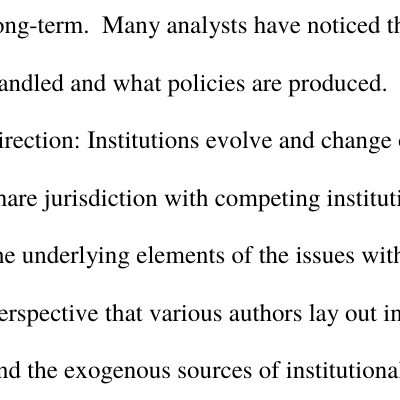 ong-term.  Many analysts have noticed th
andled and what policies are produced.
irection: Institutions evolve and change
hare jurisdiction with competing instituti
he underlying elements of the issues with
erspective that various authors lay out in
nd the exogenous sources of institutional